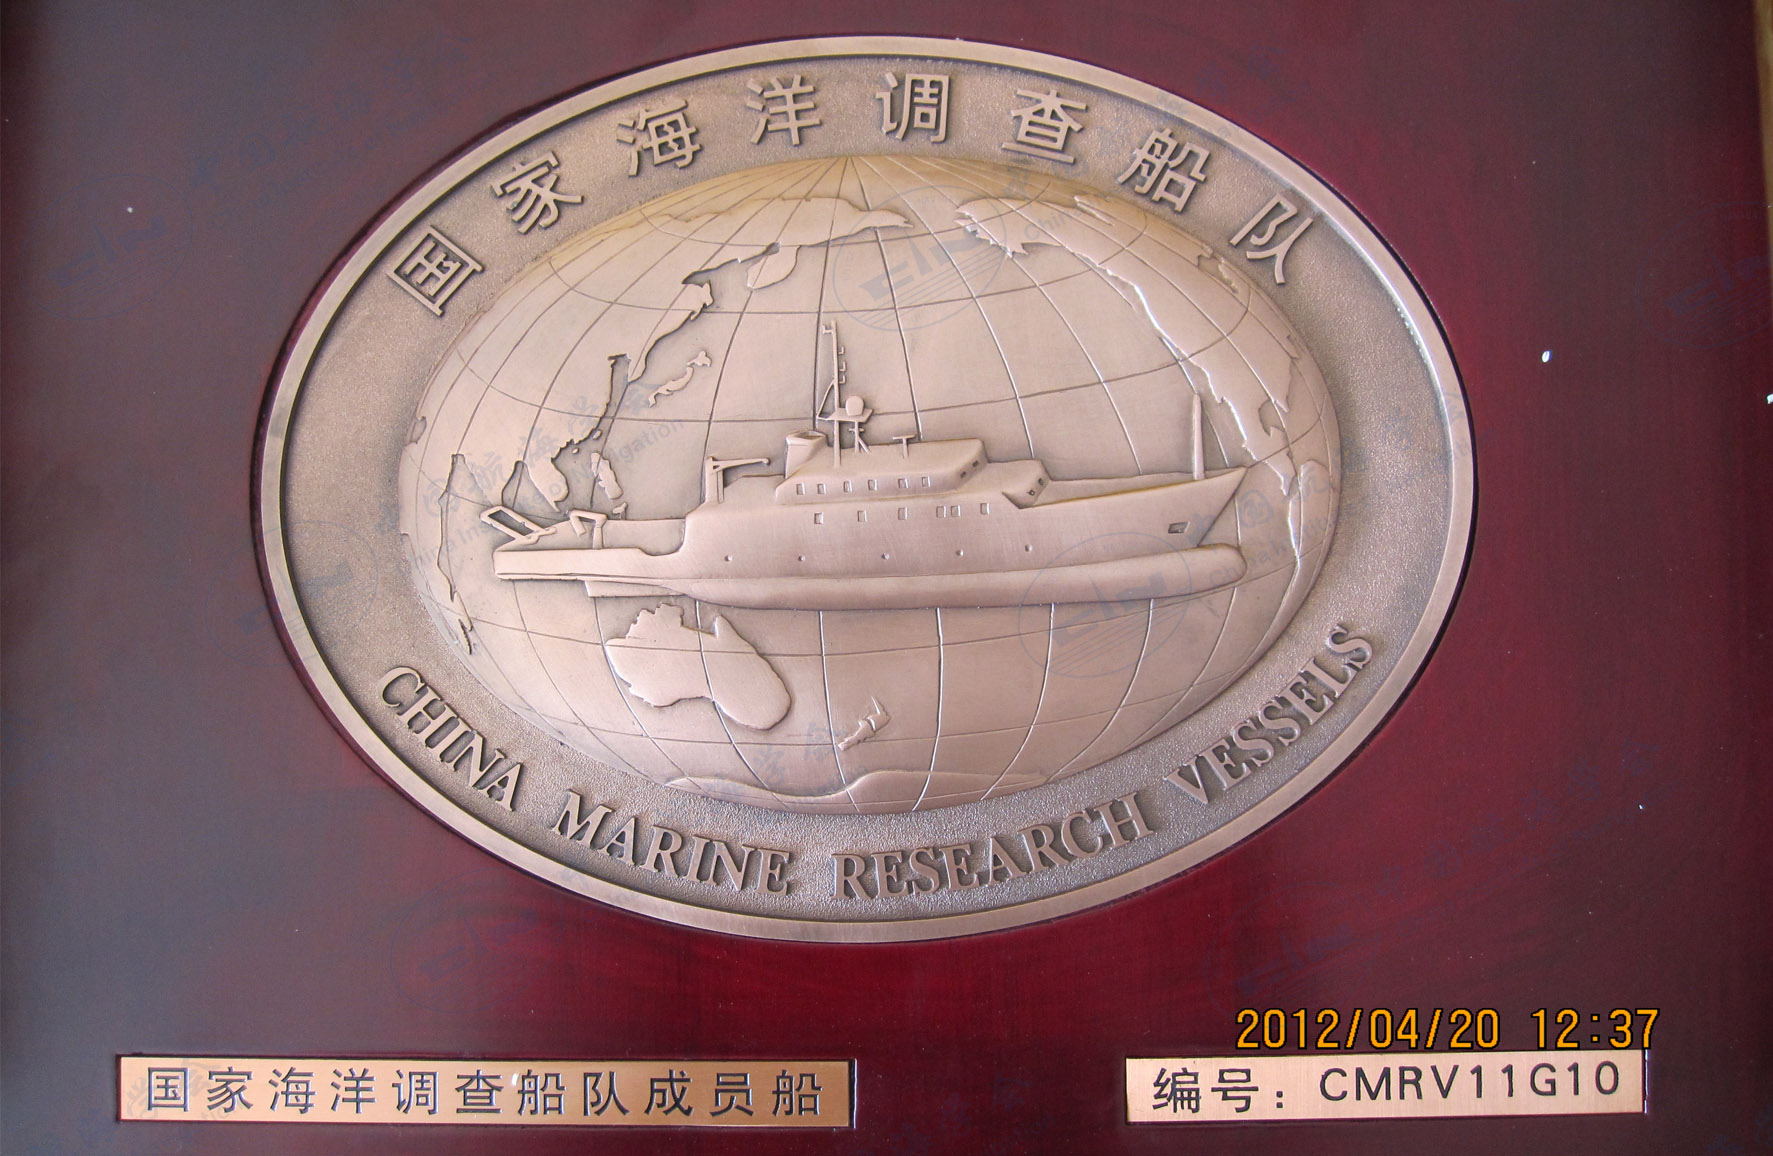 国家海洋调查船队
CHINA MARINE RESEARCH VESSELS
2012/04/20 12:37
国家海洋调查船队成员船
编号：CMRV11G10